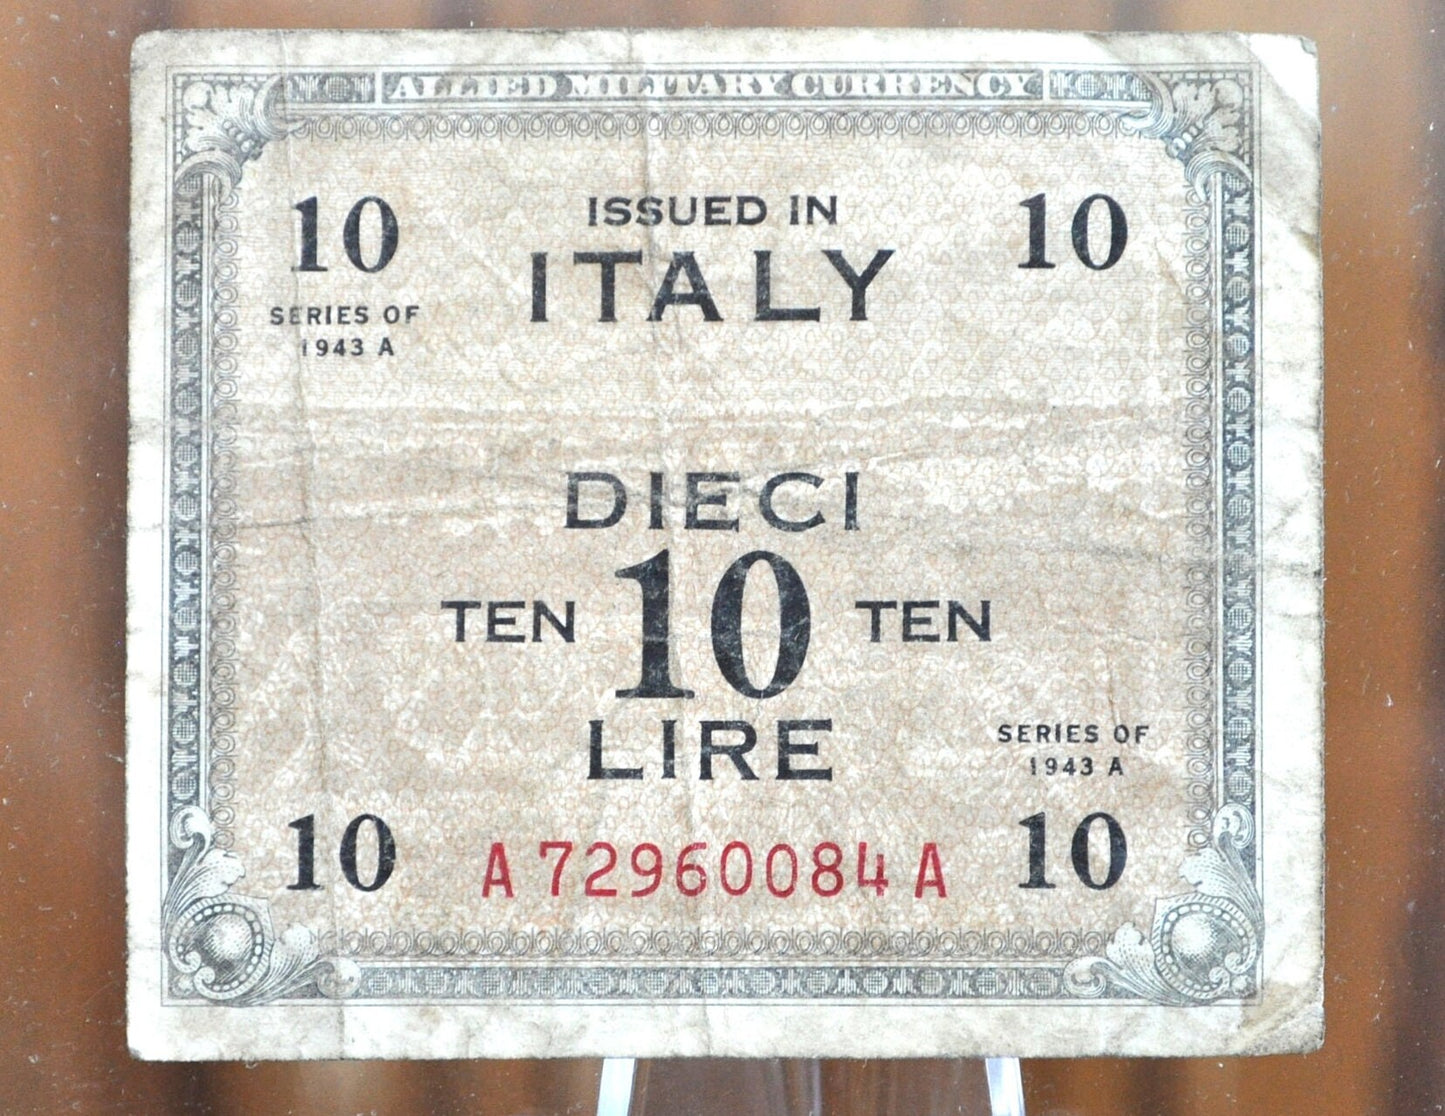 ALLIED MILITARY CURRENCY
10 ISSUED IN 10
ITALY
SERIES OF
1943 A
DIECI
TEN 10 TEN
LIRE
SERIES OF
1943 A
10 A 72960084 A 10